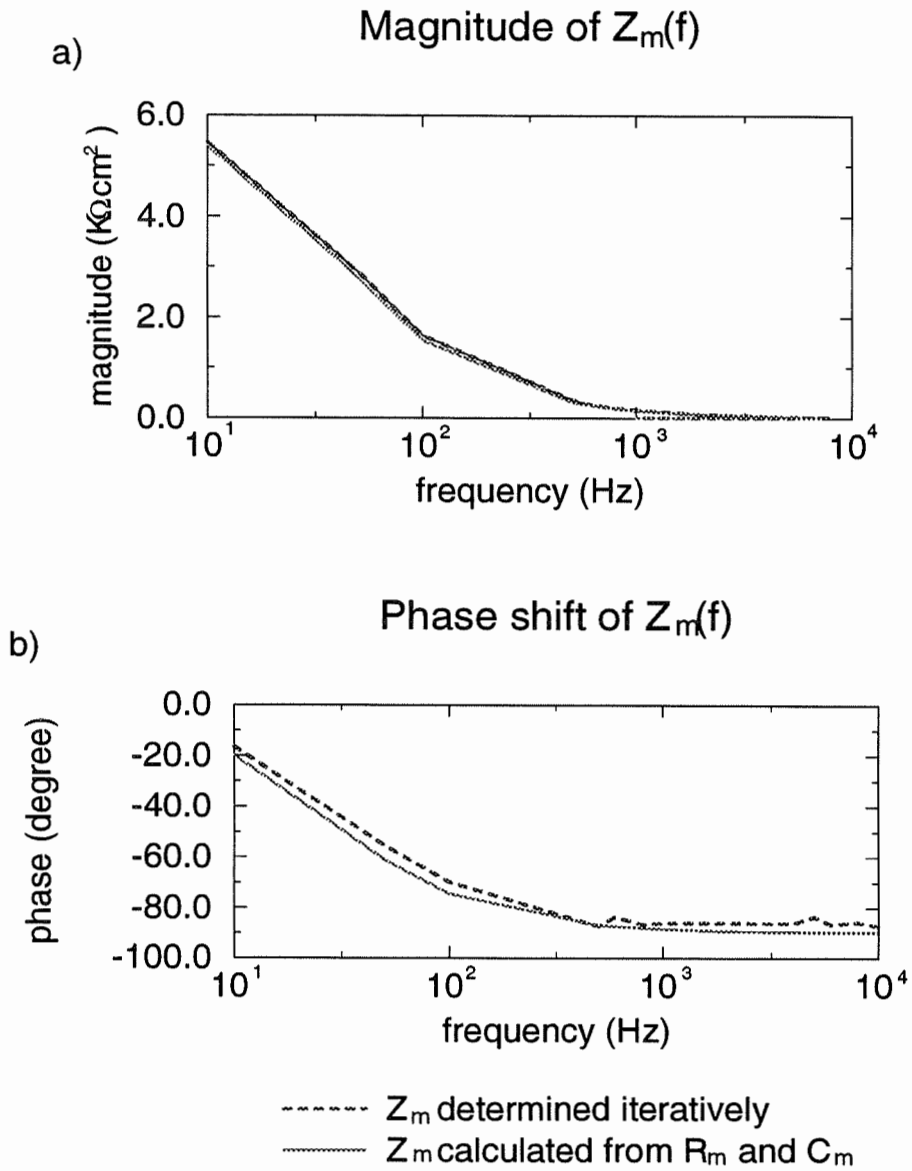 Magnitude of Zm(f)
a)
6.0
4.0
2.0
0.0
magnitude (KΩcm²)
10¹ 10² 10³ 10⁴
frequency (Hz)
Phase shift of Zm(f)
b)
0.0
-20.0
-40.0
-60.0
-80.0
-100.0
phase (degree)
10¹ 10² 10³ 10⁴
frequency (Hz)
Zm determined iteratively
Zm calculated from Rm and Cm